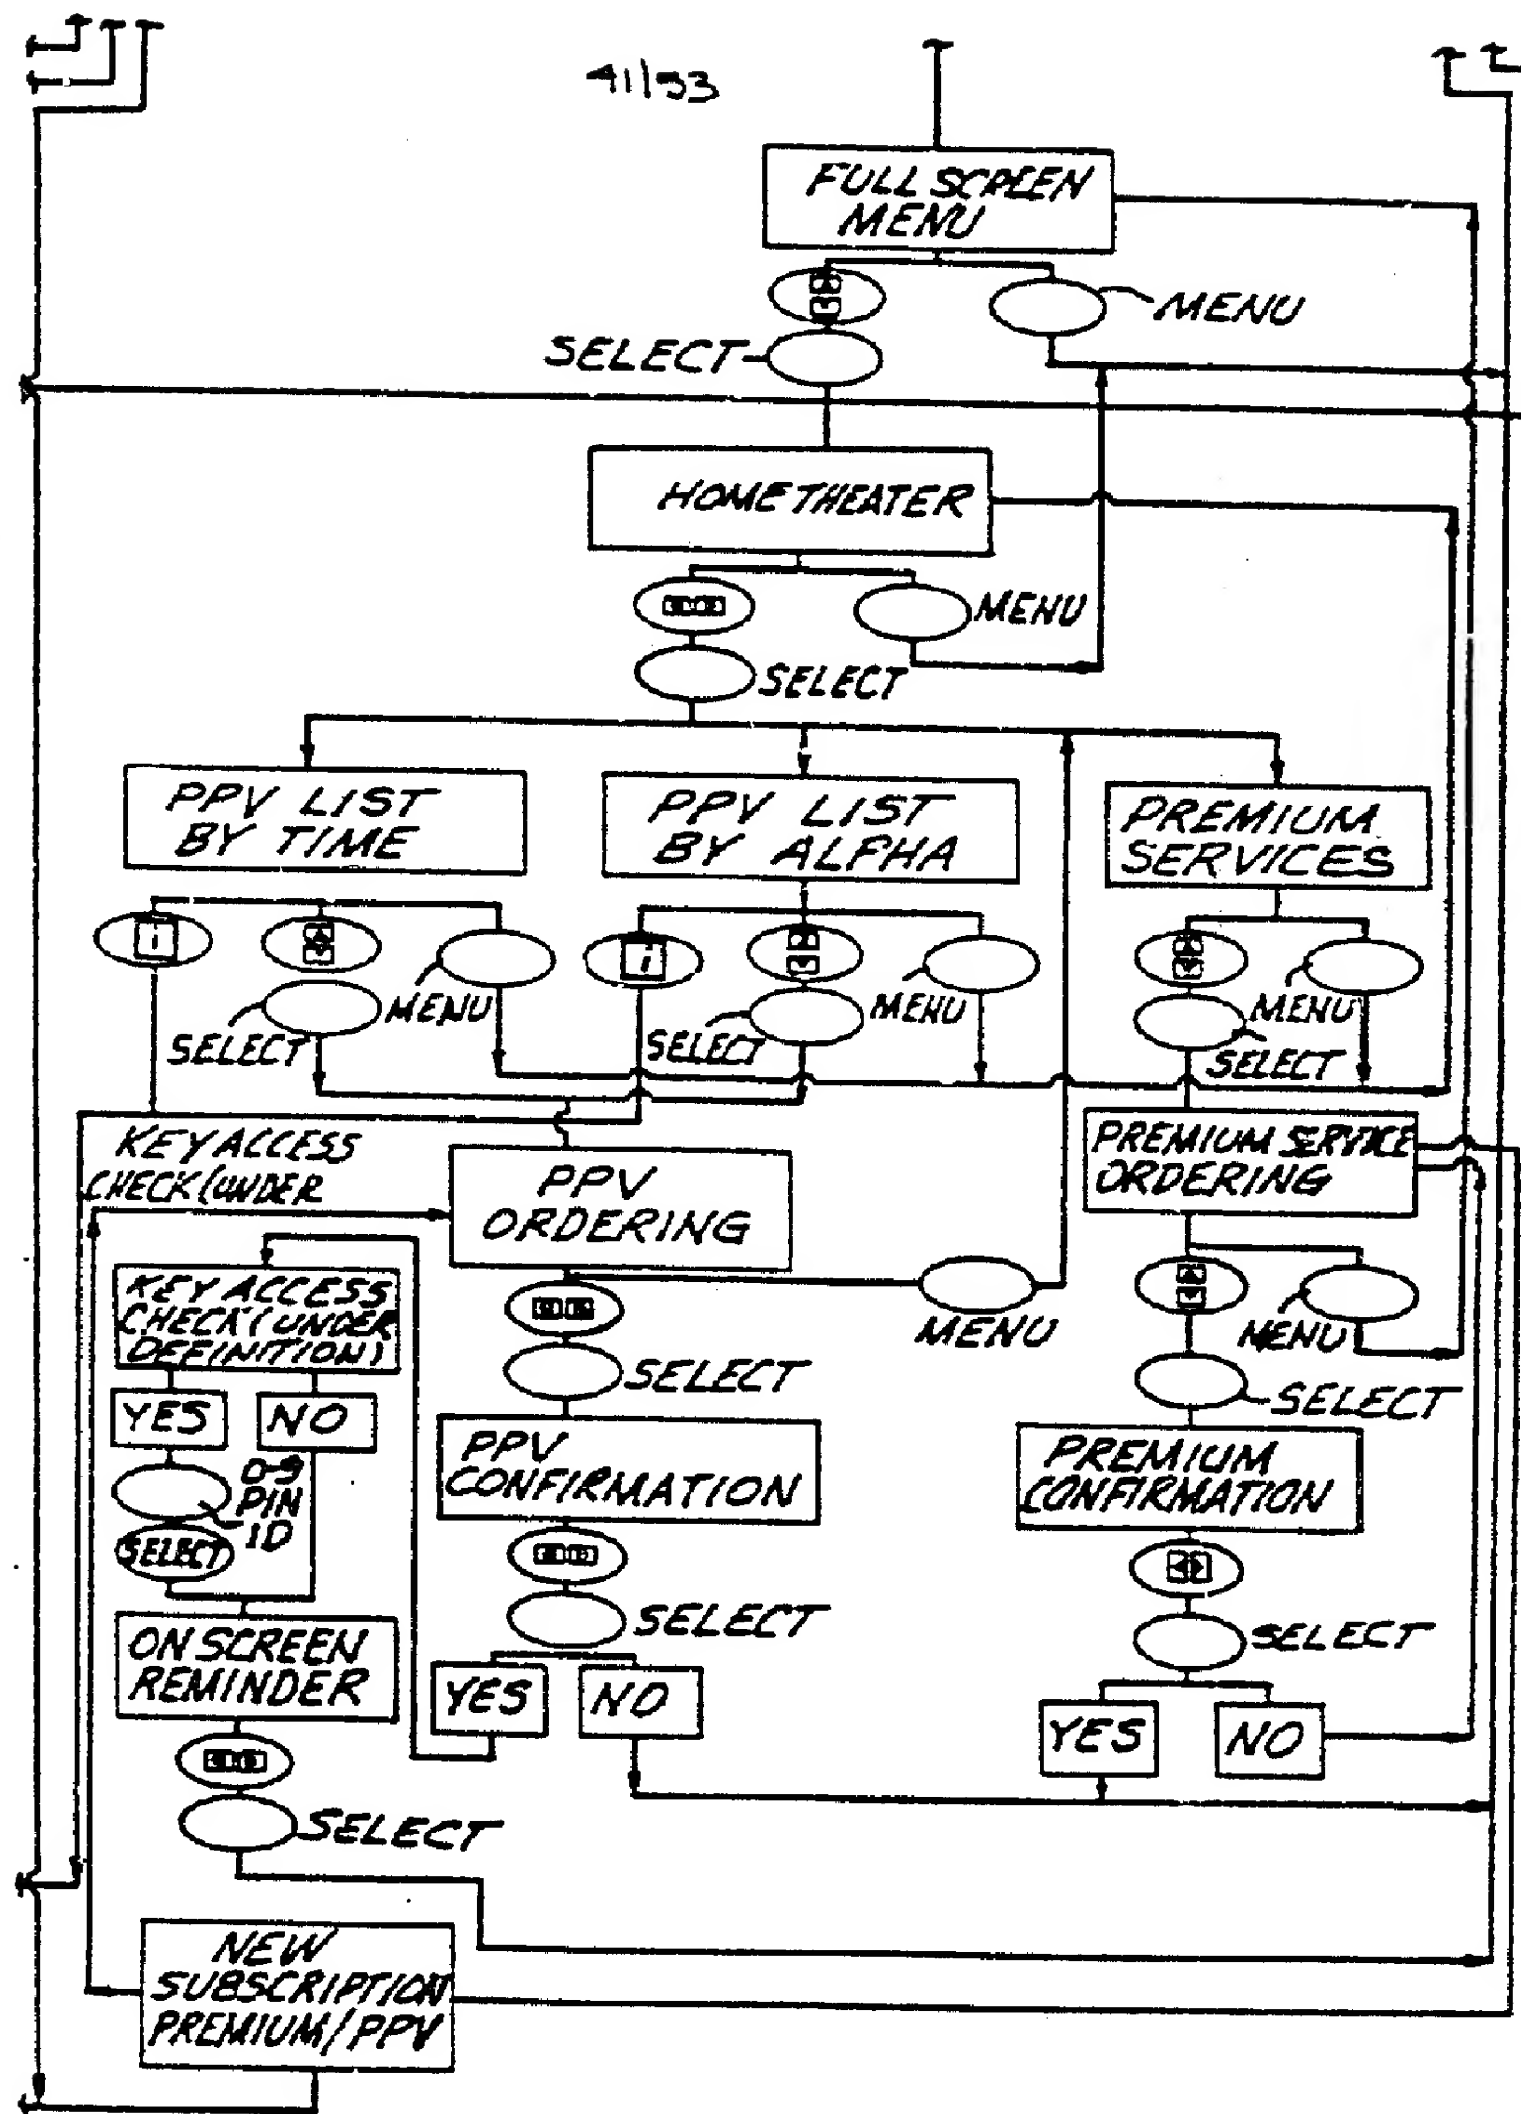 41/53
FULL SCREEN
MENU
MENU
SELECT
HOME THEATER
MENU
SELECT
PPV LIST
BY TIME
PPV LIST
BY ALPHA
PREMIUM
SERVICES
i
i
MENU
MENU
MENU
SELECT
SELECT
SELECT
KEY ACCESS
CHECK (UNDER
PPV
ORDERING
PREMIUM SERVICE
ORDERING
KEY ACCESS
CHECK (UNDER
DEFINITION)
MENU
MENU
SELECT
SELECT
YES
NO
PPV
CONFIRMATION
PREMIUM
CONFIRMATION
0-9
PIN
ID
SELECT
SELECT
SELECT
ON SCREEN
REMINDER
YES
NO
YES
NO
SELECT
NEW
SUBSCRIPTION
PREMIUM/PPV